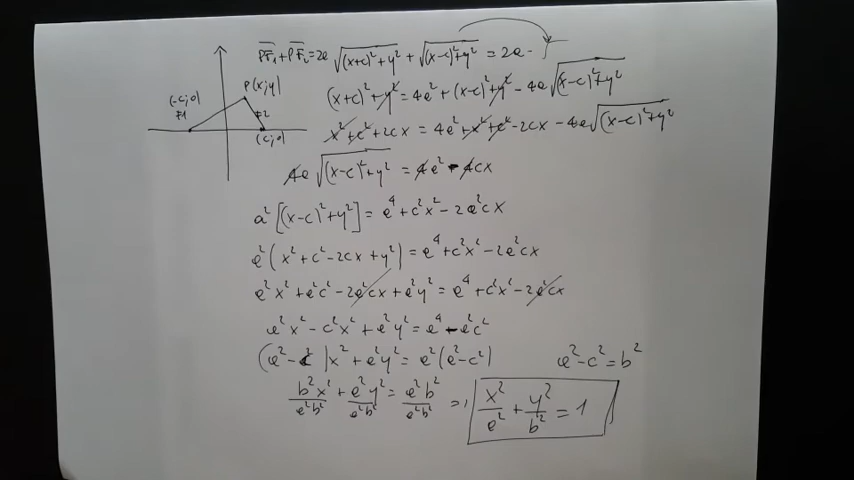 PF1 + PF2 = 2a √((x+c)²+y²) + √((x-c)²+y²) = 2a
P(x;y)
(-c;0)
F1
F2
(c;0)
(x+c)² + y² = 4a² + (x-c)² + y² - 4a √((x-c)²+y²)
x² + c² + 2cx = 4a² + x² + c² - 2cx - 4a √((x-c)²+y²)
4a √((x-c)²+y²) = 4a² - 4cx
a² [(x-c)²+y²] = a⁴ + c²x² - 2a²cx
a² (x² + c² - 2cx + y²) = a⁴ + c²x² - 2a²cx
a²x² + a²c² - 2a²cx + a²y² = a⁴ + c²x² - 2a²cx
a²x² - c²x² + a²y² = a⁴ - a²c²
(a² - c²)x² + a²y² = a²(a² - c²) a² - c² = b²
b²x²/a²b² + a²y²/a²b² = a²b²/a²b² => x²/a² + y²/b² = 1